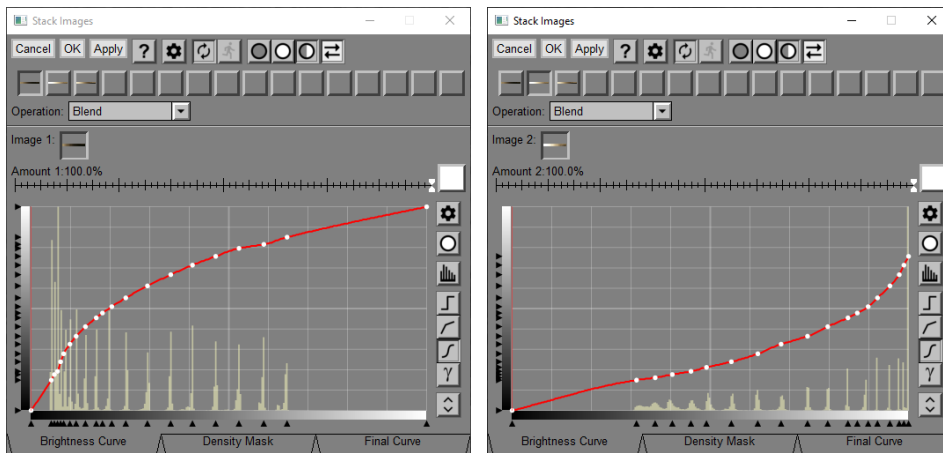 Stack Images
Cancel OK Apply ?
Operation: Blend
Image 1:
Amount 1:100.0%
γ
Brightness Curve Density Mask Final Curve
Stack Images
Cancel OK Apply ?
Operation: Blend
Image 2:
Amount 2:100.0%
γ
Brightness Curve Density Mask Final Curve